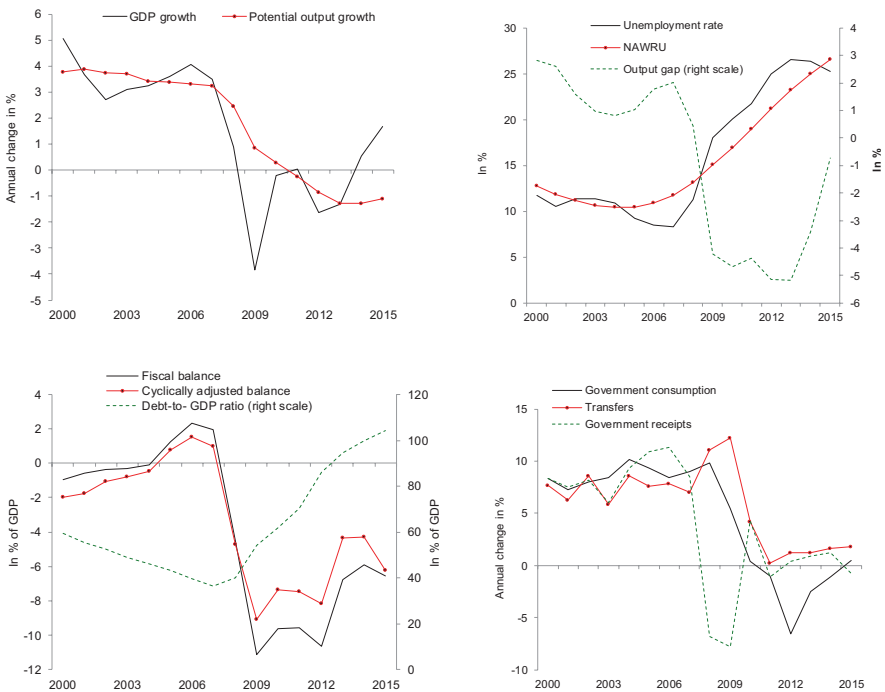 GDP growth
Potential output growth
Annual change in %
6
5
4
3
2
1
0
-1
-2
-3
-4
-5
2000 2003 2006 2009 2012 2015
Unemployment rate
NAWRU
Output gap (right scale)
In %
30
25
20
15
10
5
0
4
3
2
1
0
-1
-2
-3
-4
-5
-6
In %
2000 2003 2006 2009 2012 2015
Fiscal balance
Cyclically adjusted balance
Debt-to- GDP ratio (right scale)
In % of GDP
4
2
0
-2
-4
-6
-8
-10
-12
120
100
80
60
40
20
0
In % of GDP
2000 2003 2006 2009 2012 2015
Government consumption
Transfers
Government receipts
Annual change in %
15
10
5
0
-5
-10
2000 2003 2006 2009 2012 2015